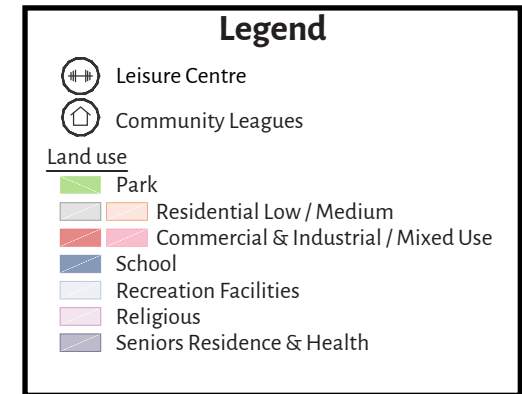 Legend
Leisure Centre
Community Leagues
Land use
Park
Residential Low / Medium
Commercial & Industrial / Mixed Use
School
Recreation Facilities
Religious
Seniors Residence & Health